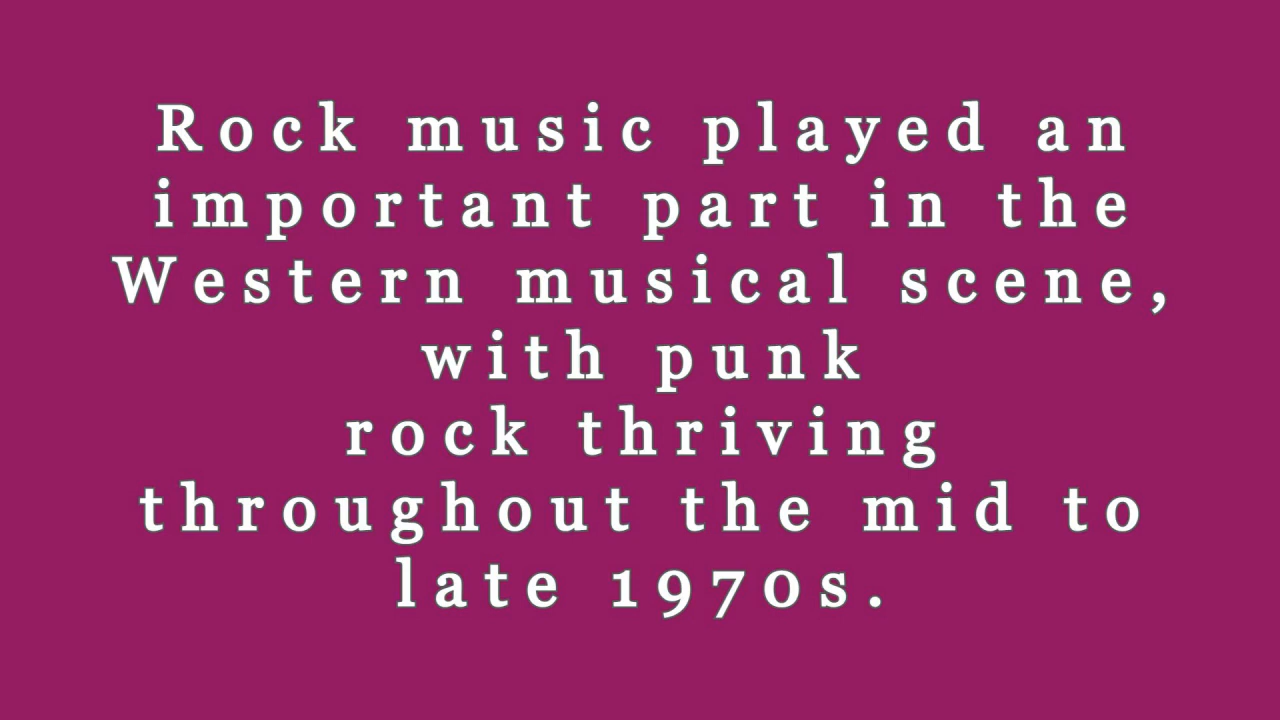 Rock music played an
important part in the
Western musical scene,
with punk
rock thriving
throughout the mid to
late 1970s.